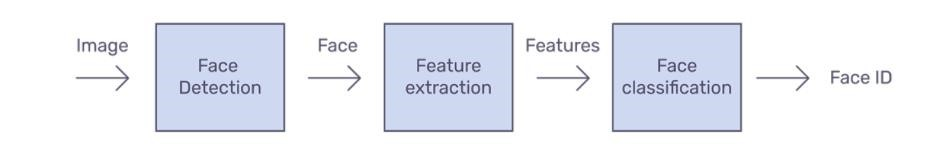 Image
Face
Detection
Face
Feature
extraction
Features
Face
classification
Face ID